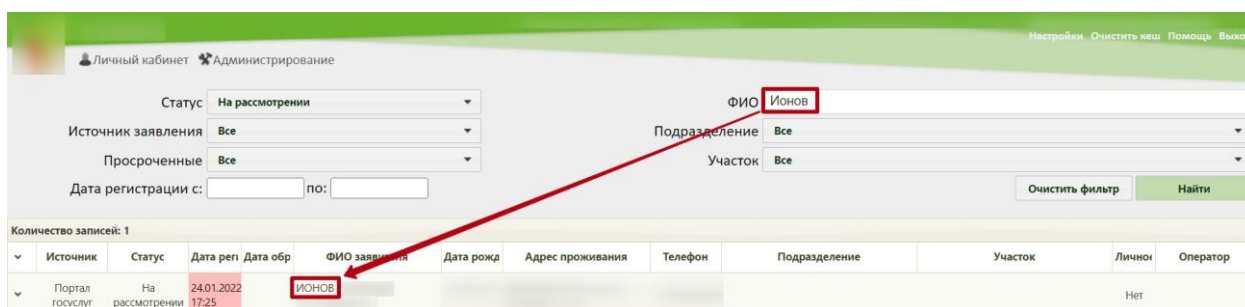 Настройки Очистить кеш Помощь Выхо
Личный кабинет Администрирование
Статус На рассмотрении ФИО Ионов
Источник заявления Все Подразделение Все
Просроченные Все Участок Все
Дата регистрации с: по: Очистить фильтр Найти
Количество записей: 1
Источник Статус Дата реги Дата обр ФИО заявителя Дата рожд Адрес проживания Телефон Подразделение Участок Личное Оператор
Портал госуслуг На рассмотрении 24.01.2022 17:25 ИОНОВ Нет